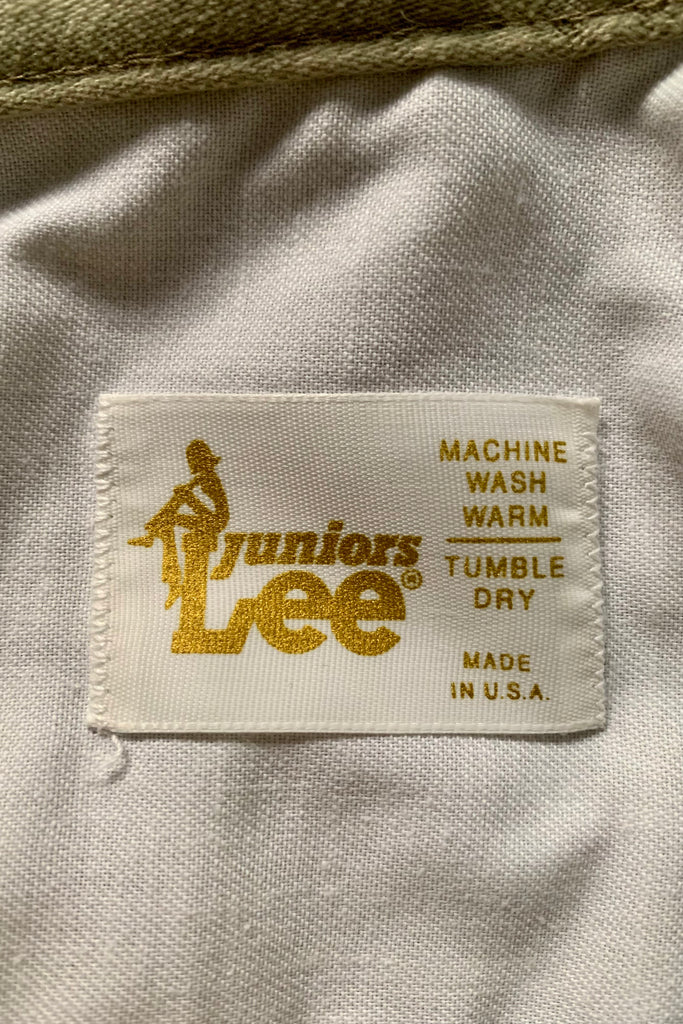 juniors
Lee®
MACHINE
WASH
WARM
TUMBLE
DRY
MADE
IN U.S.A.